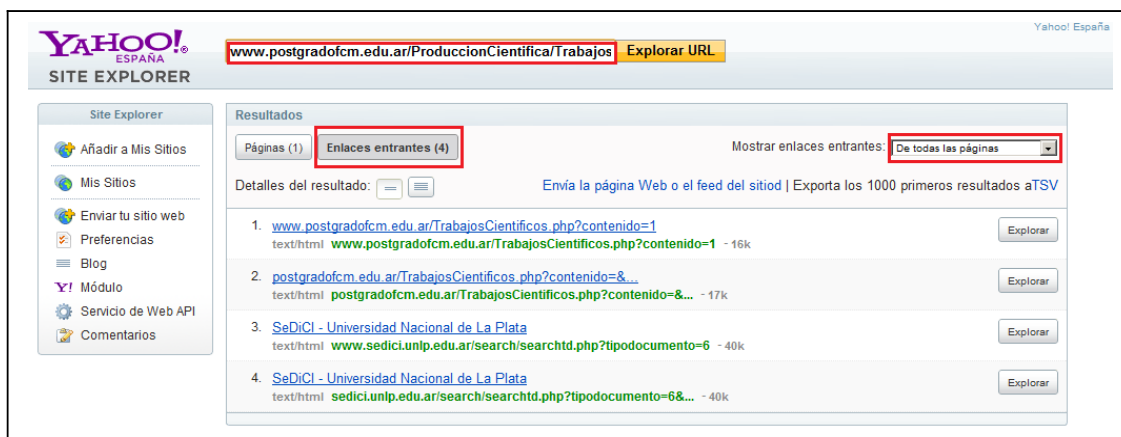 Yahoo! España
YAHOO!®
ESPAÑA
SITE EXPLORER
www.postgradofcm.edu.ar/ProduccionCientifica/Trabajos
Explorar URL
Site Explorer
Añadir a Mis Sitios
Mis Sitios
Enviar tu sitio web
Preferencias
Blog
Y! Módulo
Servicio de Web API
Comentarios
Resultados
Páginas (1) Enlaces entrantes (4) Mostrar enlaces entrantes: De todas las páginas
Detalles del resultado: Envía la página Web o el feed del sitiod | Exporta los 1000 primeros resultados aTSV
1. www.postgradofcm.edu.ar/TrabajosCientificos.php?contenido=1 Explorar
text/html www.postgradofcm.edu.ar/TrabajosCientificos.php?contenido=1 - 16k
2. postgradofcm.edu.ar/TrabajosCientificos.php?contenido=&... Explorar
text/html postgradofcm.edu.ar/TrabajosCientificos.php?contenido=&... - 17k
3. SeDiCI - Universidad Nacional de La Plata Explorar
text/html www.sedici.unlp.edu.ar/search/searchtd.php?tipodocumento=6 - 40k
4. SeDiCI - Universidad Nacional de La Plata Explorar
text/html sedici.unlp.edu.ar/search/searchtd.php?tipodocumento=6&... - 40k